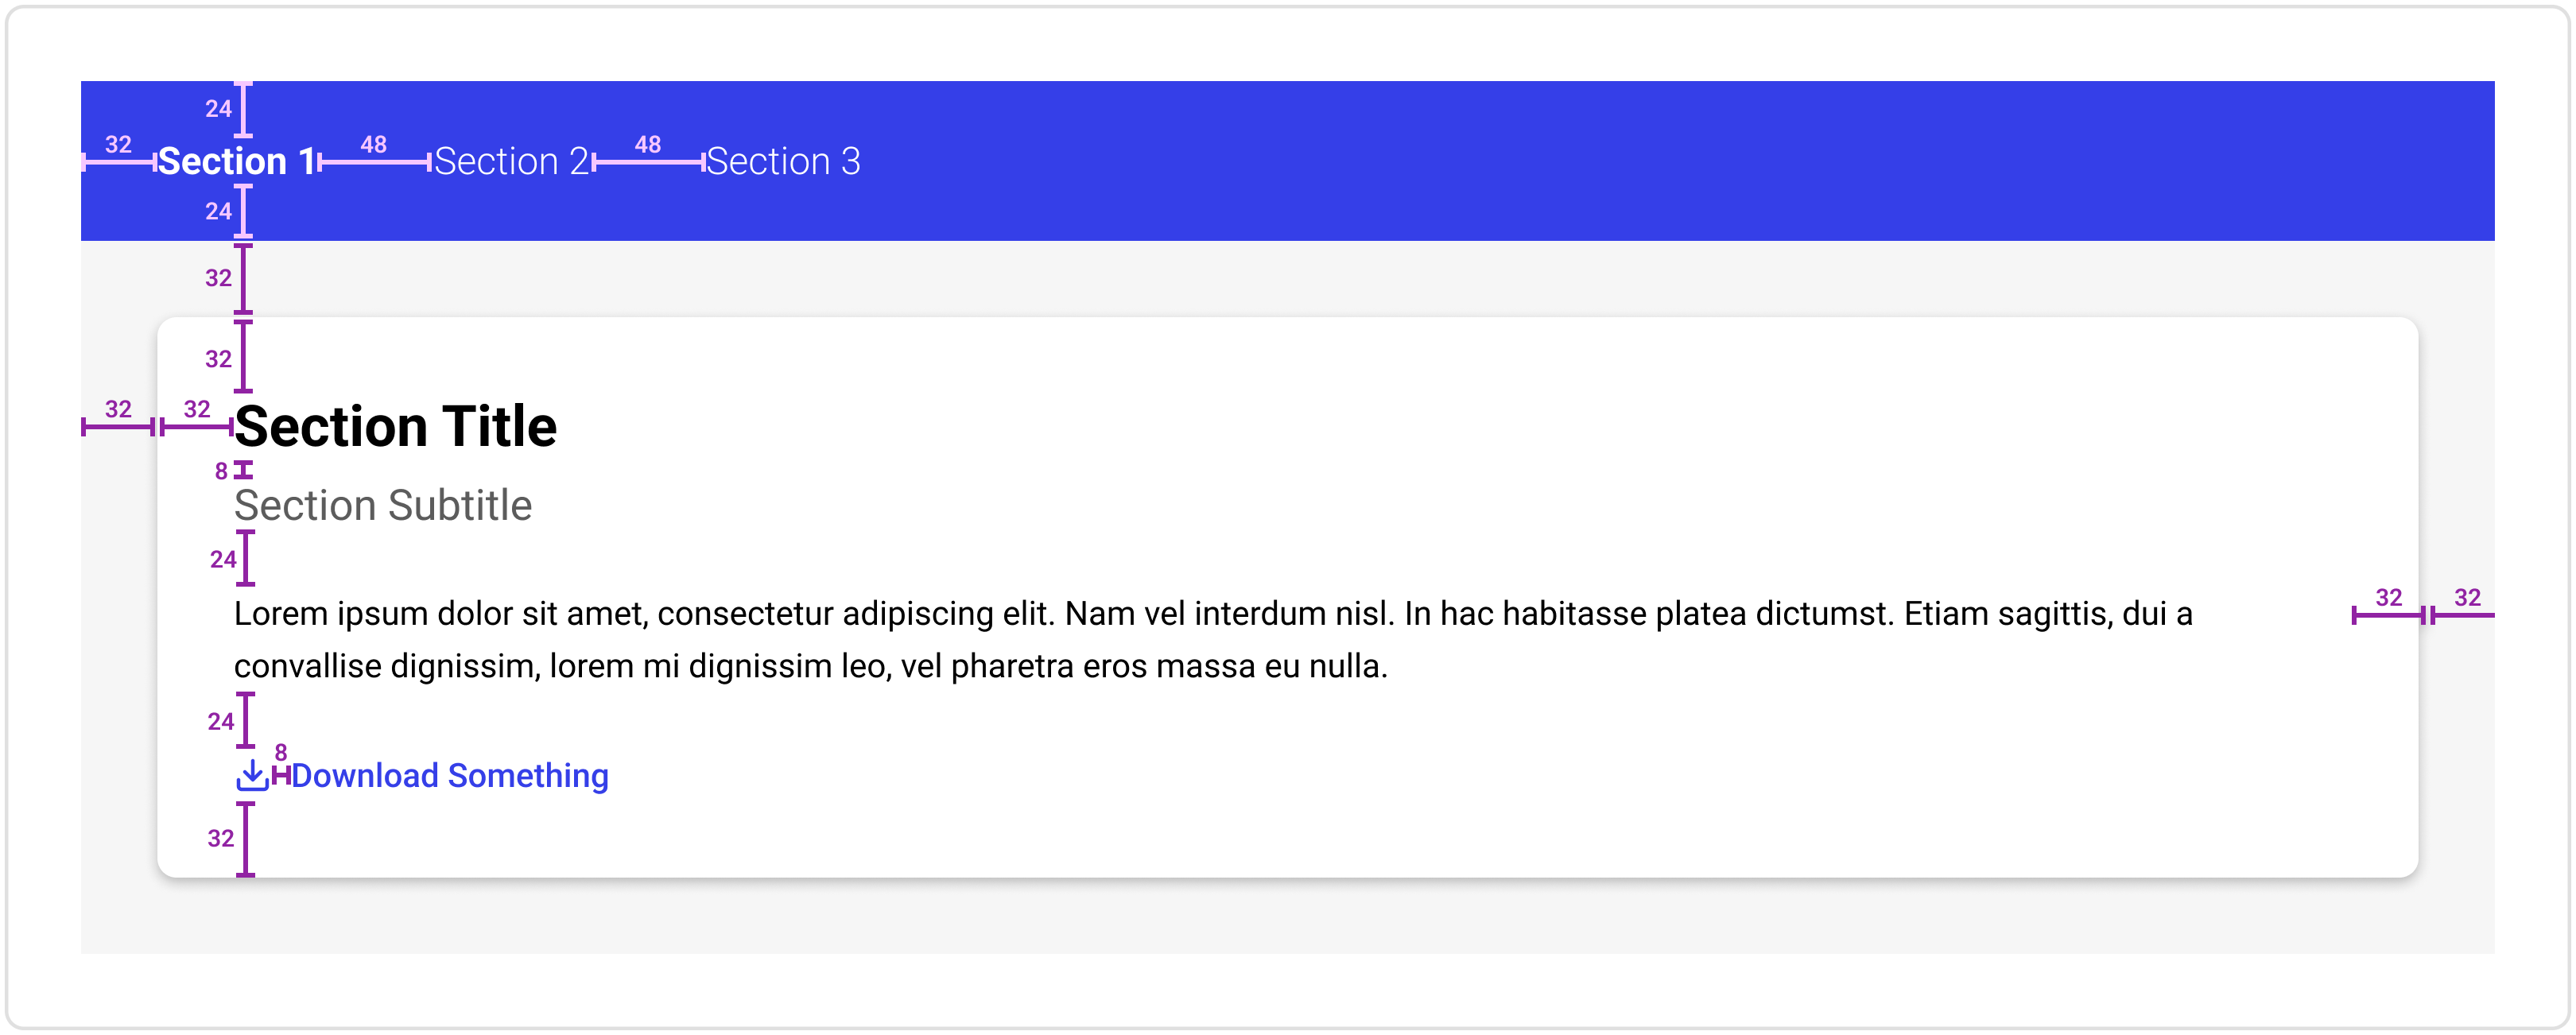 24
32 Section 1 48 Section 2 48 Section 3
24
32
32
32 32 Section Title
8
Section Subtitle
24
Lorem ipsum dolor sit amet, consectetur adipiscing elit. Nam vel interdum nisl. In hac habitasse platea dictumst. Etiam sagittis, dui a
32 32
convallise dignissim, lorem mi dignissim leo, vel pharetra eros massa eu nulla.
24
8
Download Something
32